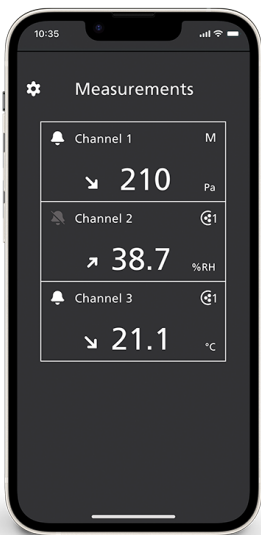 10:35
Measurements
Channel 1 M
210 Pa
Channel 2 1
38.7 %RH
Channel 3 1
21.1 °C